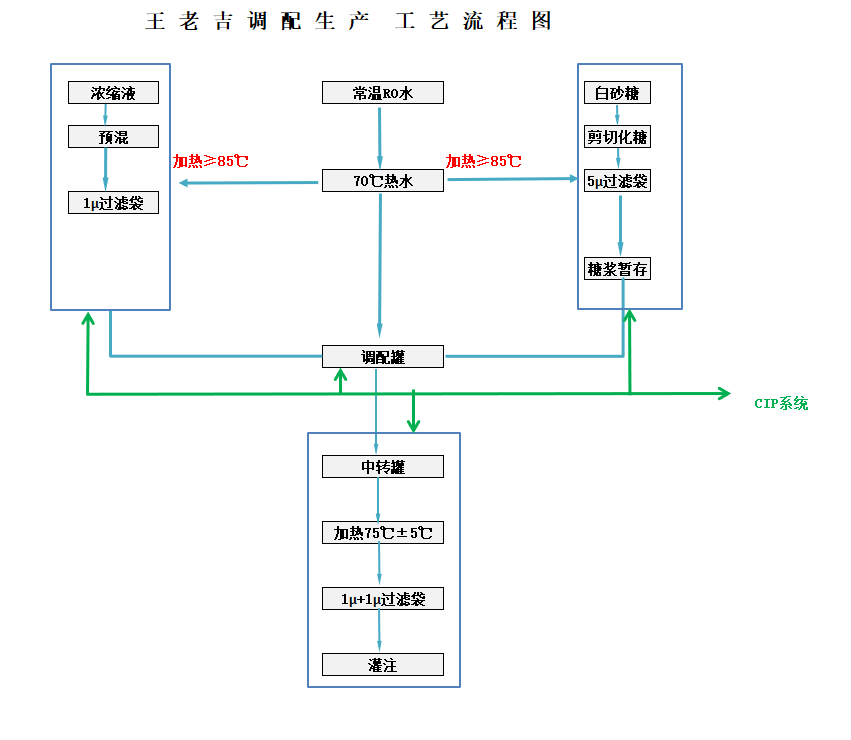 王老吉调配生产 工艺流程图
浓缩液
常温RO水
白砂糖
预混
剪切化糖
加热≥85℃
加热≥85℃
70℃热水
5μ过滤袋
1μ过滤袋
糖浆暂存
调配罐
CIP系统
中转罐
加热75℃±5℃
1μ+1μ过滤袋
灌注